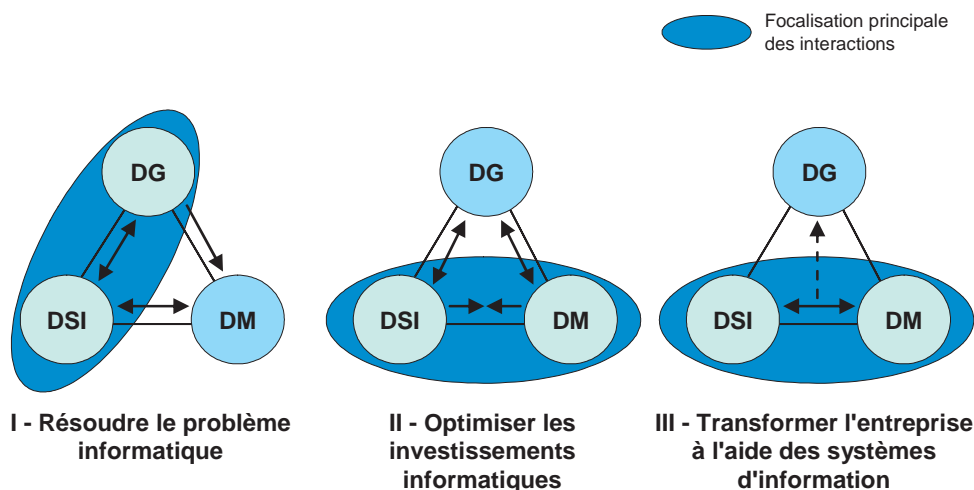 Focalisation principale
des interactions
DG
DSI
DM
I - Résoudre le problème
informatique
DG
DSI
DM
II - Optimiser les
investissements
informatiques
DG
DSI
DM
III - Transformer l'entreprise
à l'aide des systèmes
d'information